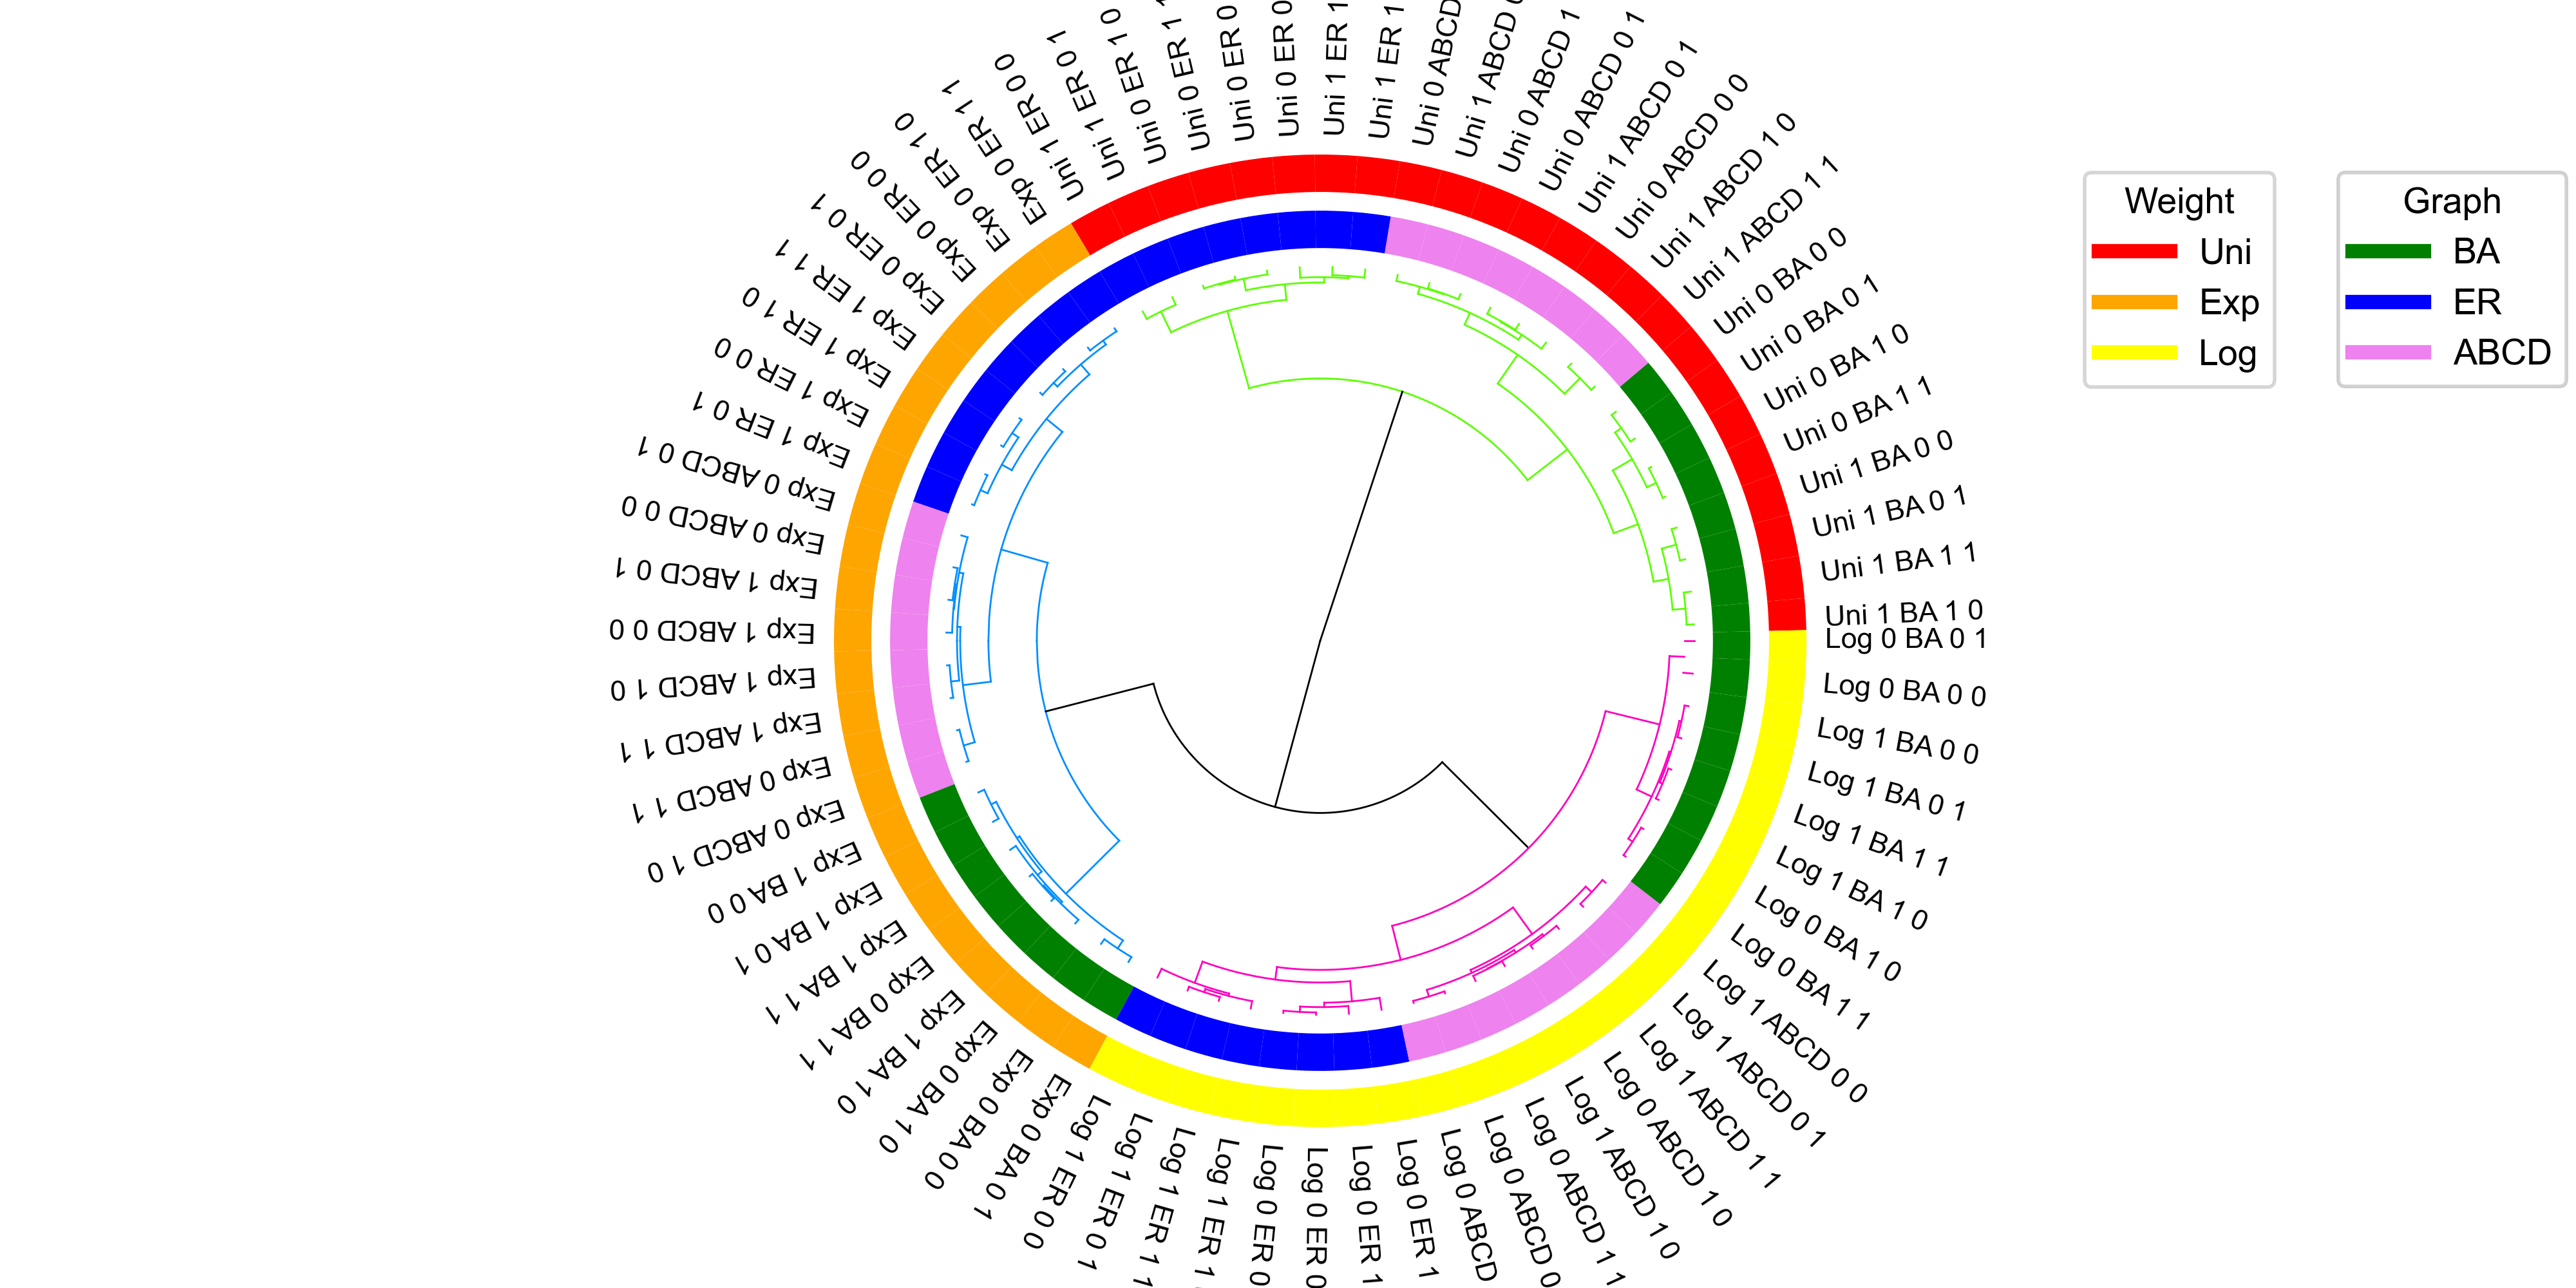 Uni 1 ER 0 0
Uni 1 ER 0 1
Uni 0 ER 1 0
Uni 0 ER 1 1
Uni 0 ER 0
Uni 0 ER 0
Uni 1 ER 1
Uni 1 ER 1
Uni 0 ABCD
Uni 1 ABCD 0
Uni 0 ABCD 1
Uni 0 ABCD 0 1
Uni 1 ABCD 0 1
Uni 0 ABCD 0 0
Uni 1 ABCD 1 0
Uni 1 ABCD 1 1
Uni 0 BA 0 0
Uni 0 BA 0 1
Uni 0 BA 1 0
Uni 0 BA 1 1
Uni 1 BA 0 0
Uni 1 BA 0 1
Uni 1 BA 1 1
Uni 1 BA 1 0
Log 0 BA 0 1
Log 0 BA 0 0
Log 1 BA 0 0
Log 1 BA 0 1
Log 1 BA 1 1
Log 1 BA 1 0
Log 0 BA 1 0
Log 0 BA 1 1
Log 1 ABCD 0 0
Log 1 ABCD 0 1
Log 1 ABCD 1 1
Log 0 ABCD 1 0
Log 1 ABCD 1 0
Log 0 ABCD 1 1
Log 0 ABCD 0
Log 0 ABCD
Log 0 ER 1
Log 0 ER 1
Log 0 ER 0
Log 0 ER 0
Log 1 ER 1
Log 1 ER 1 1
Log 1 ER 0 1
Log 1 ER 0 0
Exp 0 BA 0 1
Exp 0 BA 0 0
Exp 0 BA 1 0
Exp 1 BA 1 0
Exp 0 BA 1 1
Exp 1 BA 1 1
Exp 1 BA 0 1
Exp 1 BA 0 0
Exp 0 ABCD 1 0
Exp 0 ABCD 1 1
Exp 1 ABCD 1 1
Exp 1 ABCD 1 0
Exp 1 ABCD 0 0
Exp 1 ABCD 0 1
Exp 0 ABCD 0 0
Exp 0 ABCD 0 1
Exp 1 ER 0 1
Exp 1 ER 0 0
Exp 1 ER 1 0
Exp 1 ER 1 1
Exp 0 ER 0 1
Exp 0 ER 0 0
Exp 0 ER 1 0
Exp 0 ER 1 1
Weight
Uni
Exp
Log
Graph
BA
ER
ABCD